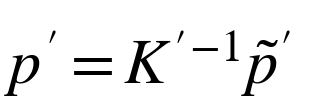 p′ = K′⁻¹p̃′